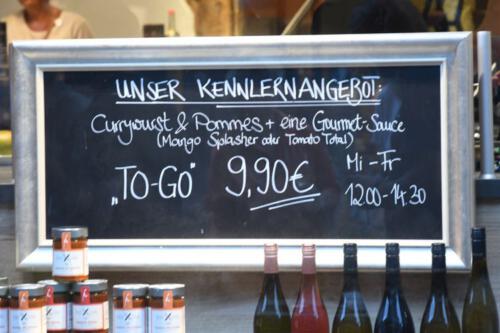 UNSER KENNLERNANGEBOT:
Currywurst & Pommes + eine Gourmet-Sauce
(Mango Splasher oder Tomato Total)
„TO-GO" 9,90€ Mi - Fr
12.00 - 14.30